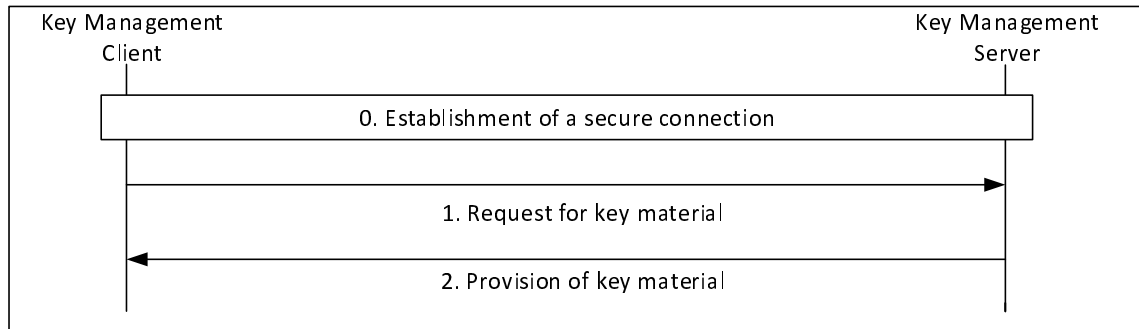 Key Management
Client
Key Management
Server
0. Establishment of a secure connection
1. Request for key material
2. Provision of key material